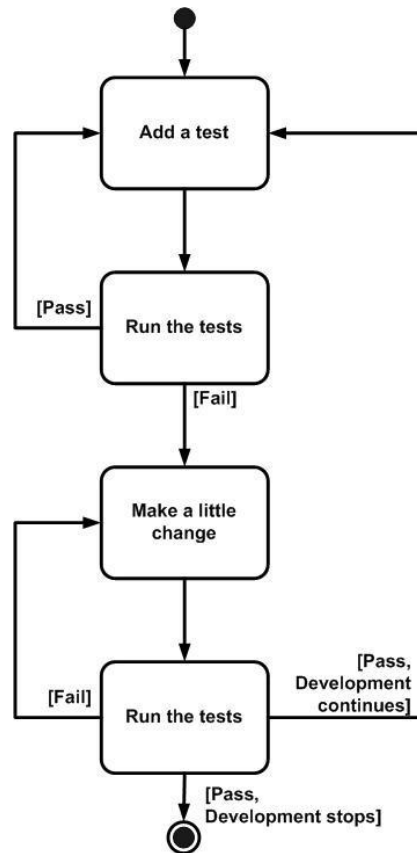 Add a test
[Pass]
Run the tests
[Fail]
Make a little
change
[Fail]
Run the tests
[Pass,
Development
continues]
[Pass,
Development stops]